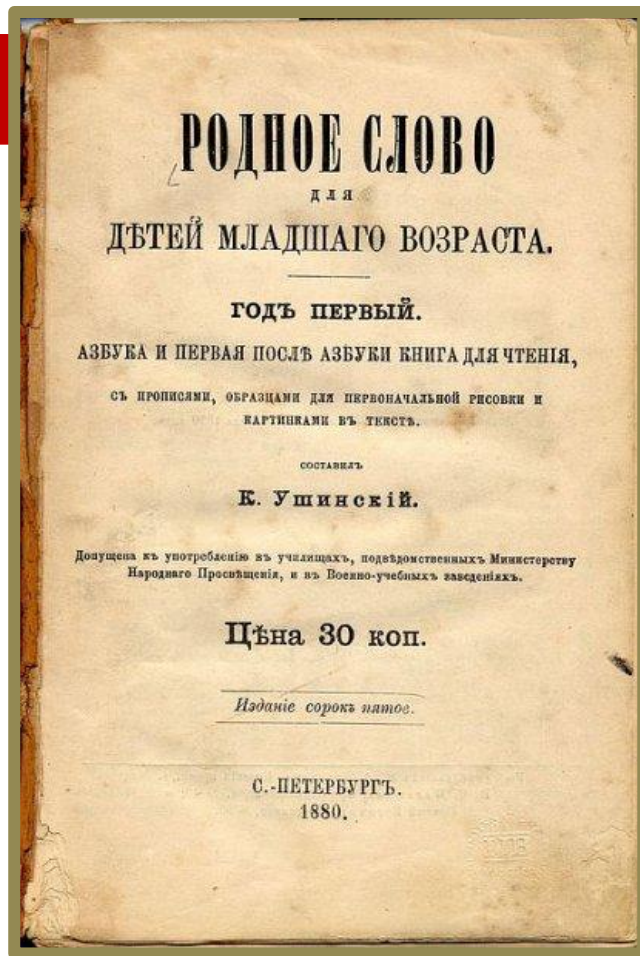 РОДНОЕ СЛОВО
ДЛЯ
ДѢТЕЙ МЛАДШАГО ВОЗРАСТА.
ГОДЪ ПЕРВЫЙ.
АЗБУКА И ПЕРВАЯ ПОСЛѢ АЗБУКИ КНИГА ДЛЯ ЧТЕНІЯ,
СЪ ПРОПИСЯМИ, ОБРАЗЦАМИ ДЛЯ ПЕРВОНАЧАЛЬНОЙ РИСОВКИ И
КАРТИНКАМИ ВЪ ТЕКСТѢ.
СОСТАВИЛЪ
К. Ушинскій.
Допущена къ употребленію въ училищахъ, подвѣдомственныхъ Министерству
Народнаго Просвѣщенія, и въ Военно-учебныхъ заведеніяхъ.
Цѣна 30 коп.
Изданіе сорокъ пятое.
С.-ПЕТЕРБУРГЪ.
1880.